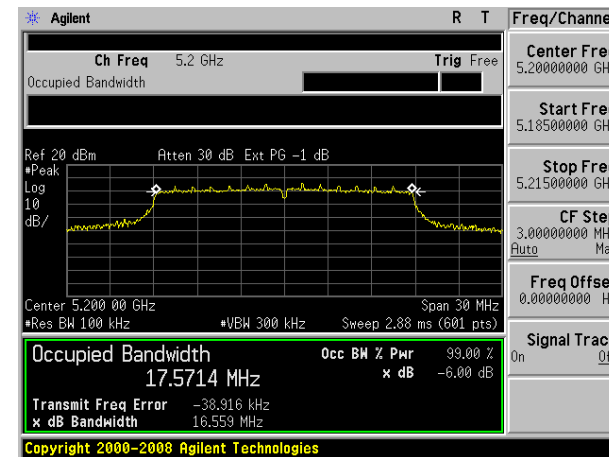 Agilent R T
Freq/Channe
Ch Freq 5.2 GHz Trig Free
Occupied Bandwidth
Center Fre
5.20000000 GH
Start Fre
5.18500000 GH
Stop Fre
5.21500000 GH
CF Ste
3.00000000 MH
Auto Ma
Freq Offse
0.00000000 H
Signal Trac
On Of
Ref 20 dBm Atten 30 dB Ext PG -1 dB
#Peak
Log
10
dB/
Center 5.200 00 GHz Span 30 MHz
#Res BW 100 kHz #VBW 300 kHz Sweep 2.88 ms (601 pts)
Occupied Bandwidth Occ BW % Pwr 99.00 %
17.5714 MHz x dB -6.00 dB
Transmit Freq Error -38.916 kHz
x dB Bandwidth 16.559 MHz
Copyright 2000-2008 Agilent Technologies